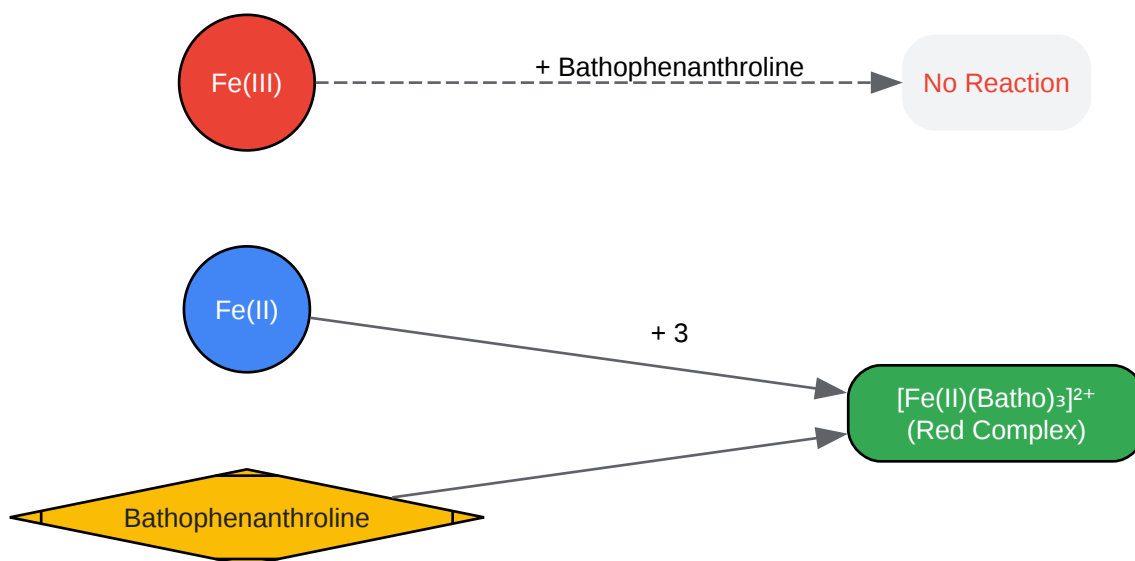 Fe(III)
+ Bathophenanthroline
No Reaction
Fe(II)
+ 3
[Fe(II)(Batho)₃]²⁺
(Red Complex)
Bathophenanthroline